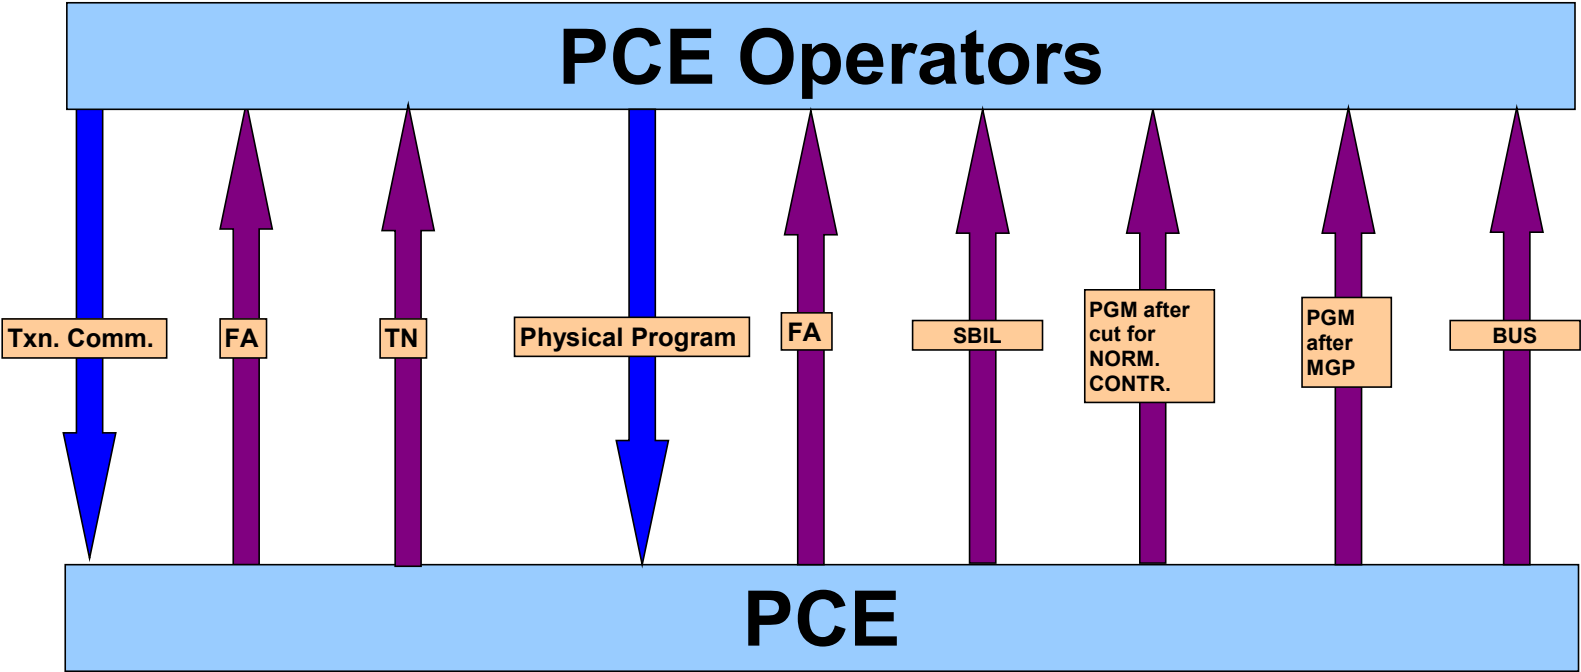 PCE Operators
Txn. Comm.
FA
TN
Physical Program
FA
SBIL
PGM after
cut for
NORM.
CONTR.
PGM
after
MGP
BUS
PCE